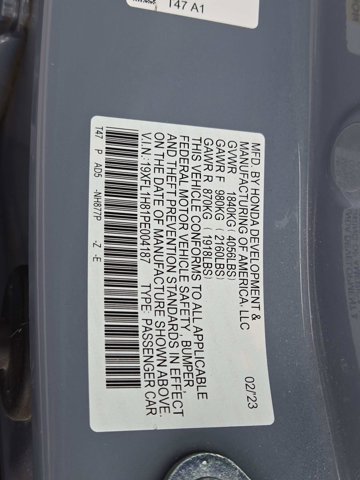 T47 A1
MFD. BY HONDA DEVELOPMENT &
MANUFACTURING OF AMERICA, LLC 02/23
GVWR 1840KG (4056LBS)
GAWR F 980KG (2160LBS)
GAWR R 870KG (1918LBS)
THIS VEHICLE CONFORMS TO ALL APPLICABLE
FEDERAL MOTOR VEHICLE SAFETY, BUMPER,
AND THEFT PREVENTION STANDARDS IN EFFECT
ON THE DATE OF MANUFACTURE SHOWN ABOVE.
V.I.N.: 19XFL1H81PE004187 TYPE: PASSENGER CAR
T47 P AD5 -NH877P -Z -E